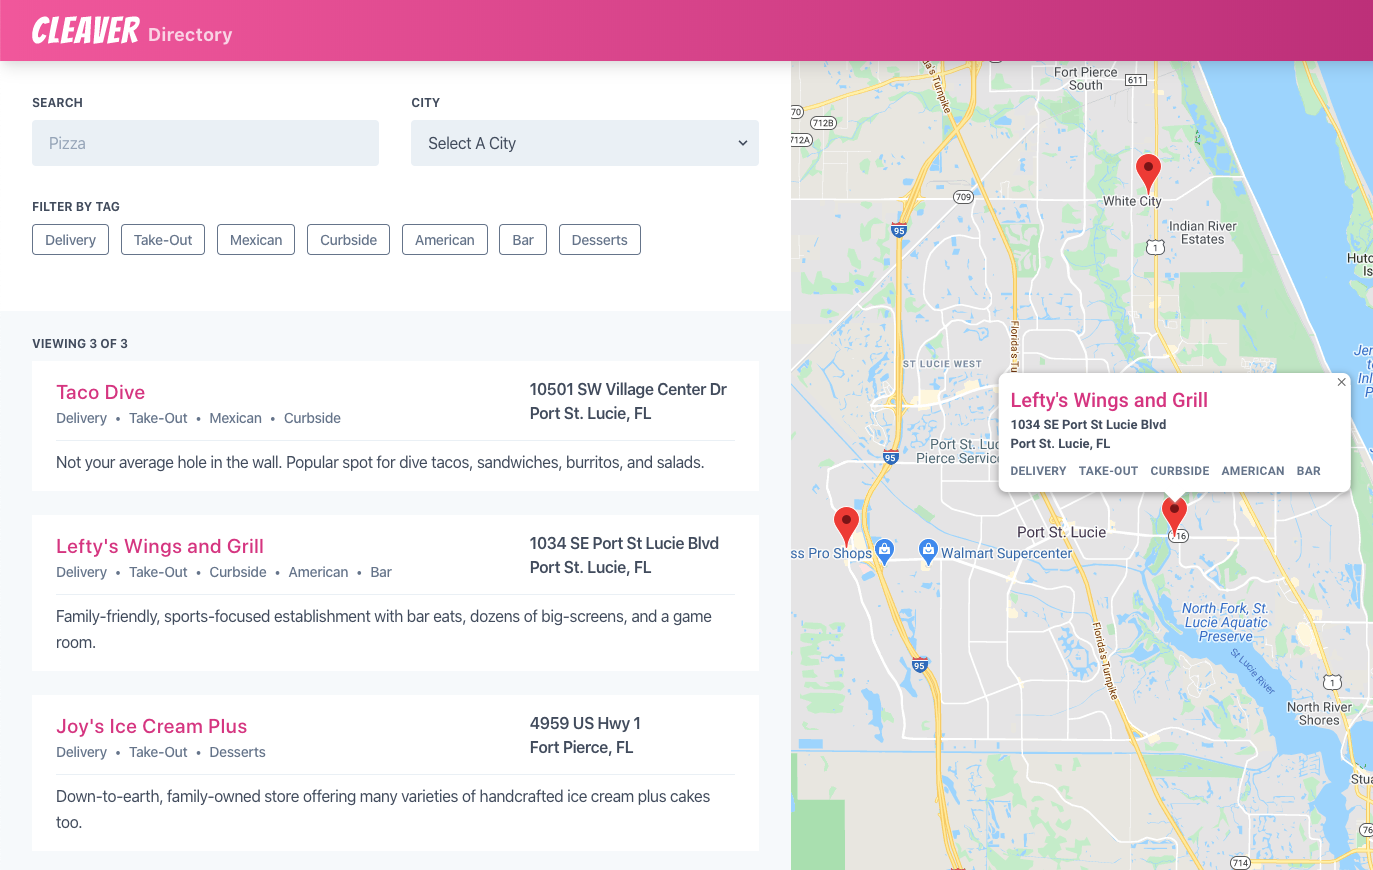 CLEAVER Directory
SEARCH
CITY
Pizza
Select A City
FILTER BY TAG
Delivery
Take-Out
Mexican
Curbside
American
Bar
Desserts
VIEWING 3 OF 3
Taco Dive
Delivery • Take-Out • Mexican • Curbside
10501 SW Village Center Dr
Port St. Lucie, FL
Not your average hole in the wall. Popular spot for dive tacos, sandwiches, burritos, and salads.
Lefty's Wings and Grill
Delivery • Take-Out • Curbside • American • Bar
1034 SE Port St Lucie Blvd
Port St. Lucie, FL
Family-friendly, sports-focused establishment with bar eats, dozens of big-screens, and a game
room.
Joy's Ice Cream Plus
Delivery • Take-Out • Desserts
4959 US Hwy 1
Fort Pierce, FL
Down-to-earth, family-owned store offering many varieties of handcrafted ice cream plus cakes
too.
Turnpike
Fort Pierce
South
611
70
712B
712A
709
White City
95
Indian River
Estates
1
Florida's Tu
ST LUCIE WEST
Lefty's Wings and Grill
1034 SE Port St Lucie Blvd
Port St. Lucie, FL
DELIVERY TAKE-OUT CURBSIDE AMERICAN BAR
Port St. Luc
Pierce Service
95
Port St. Lucie
ss Pro Shops
Walmart Supercenter
North Fork, St.
Lucie Aquatic
Preserve
Florida's Turnpike
St Lucie River
95
1
North River
Shores
Stua
76
714